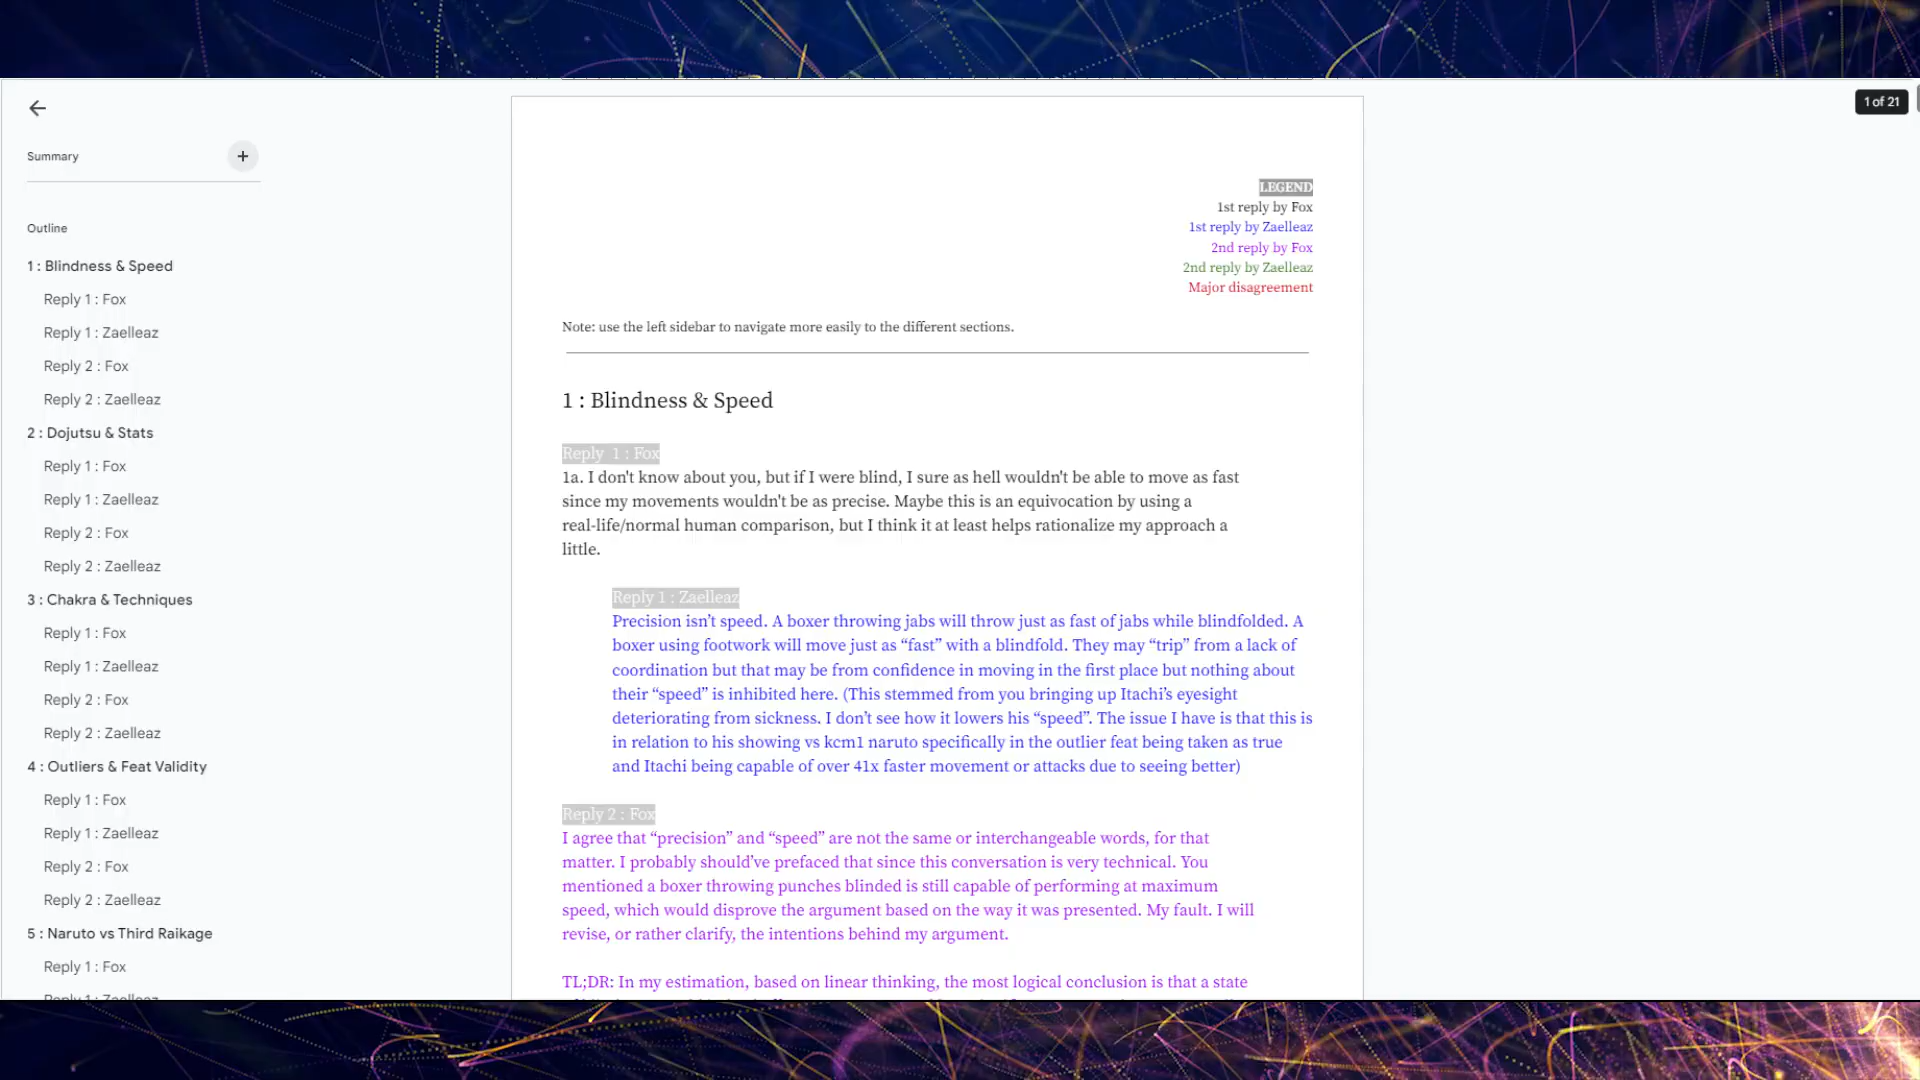 1 of 21
Summary
+
Outline
1 : Blindness & Speed
Reply 1 : Fox
Reply 1 : Zaelleaz
Reply 2 : Fox
Reply 2 : Zaelleaz
2 : Dojutsu & Stats
Reply 1 : Fox
Reply 1 : Zaelleaz
Reply 2 : Fox
Reply 2 : Zaelleaz
3 : Chakra & Techniques
Reply 1 : Fox
Reply 1 : Zaelleaz
Reply 2 : Fox
Reply 2 : Zaelleaz
4 : Outliers & Feat Validity
Reply 1 : Fox
Reply 1 : Zaelleaz
Reply 2 : Fox
Reply 2 : Zaelleaz
5 : Naruto vs Third Raikage
Reply 1 : Fox
Reply 1 : Zaelleaz
LEGEND
1st reply by Fox
1st reply by Zaelleaz
2nd reply by Fox
2nd reply by Zaelleaz
Major disagreement
Note: use the left sidebar to navigate more easily to the different sections.
1 : Blindness & Speed
Reply 1 : Fox
1a. I don't know about you, but if I were blind, I sure as hell wouldn't be able to move as fast
since my movements wouldn't be as precise. Maybe this is an equivocation by using a
real-life/normal human comparison, but I think it at least helps rationalize my approach a
little.
Reply 1 : Zaelleaz
Precision isn’t speed. A boxer throwing jabs will throw just as fast of jabs while blindfolded. A
boxer using footwork will move just as “fast” with a blindfold. They may “trip” from a lack of
coordination but that may be from confidence in moving in the first place but nothing about
their “speed” is inhibited here. (This stemmed from you bringing up Itachi’s eyesight
deteriorating from sickness. I don’t see how it lowers his “speed”. The issue I have is that this is
in relation to his showing vs kcm1 naruto specifically in the outlier feat being taken as true
and Itachi being capable of over 41x faster movement or attacks due to seeing better)
Reply 2 : Fox
I agree that “precision” and “speed” are not the same or interchangeable words, for that
matter. I probably should’ve prefaced that since this conversation is very technical. You
mentioned a boxer throwing punches blinded is still capable of performing at maximum
speed, which would disprove the argument based on the way it was presented. My fault. I will
revise, or rather clarify, the intentions behind my argument.
TL;DR: In my estimation, based on linear thinking, the most logical conclusion is that a state